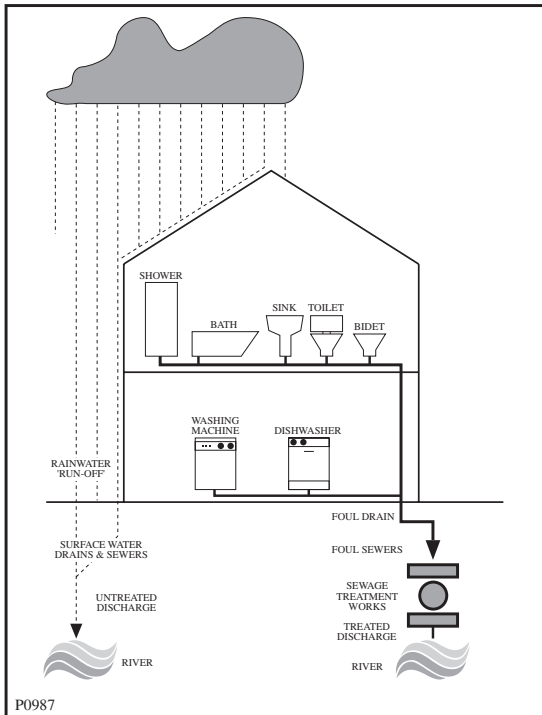 SHOWER
BATH
SINK
TOILET
BIDET
WASHING
MACHINE
DISHWASHER
RAINWATER
'RUN-OFF'
FOUL DRAIN
SURFACE WATER
DRAINS & SEWERS
FOUL SEWERS
UNTREATED
DISCHARGE
SEWAGE
TREATMENT
WORKS
TREATED
DISCHARGE
RIVER
RIVER
P0987